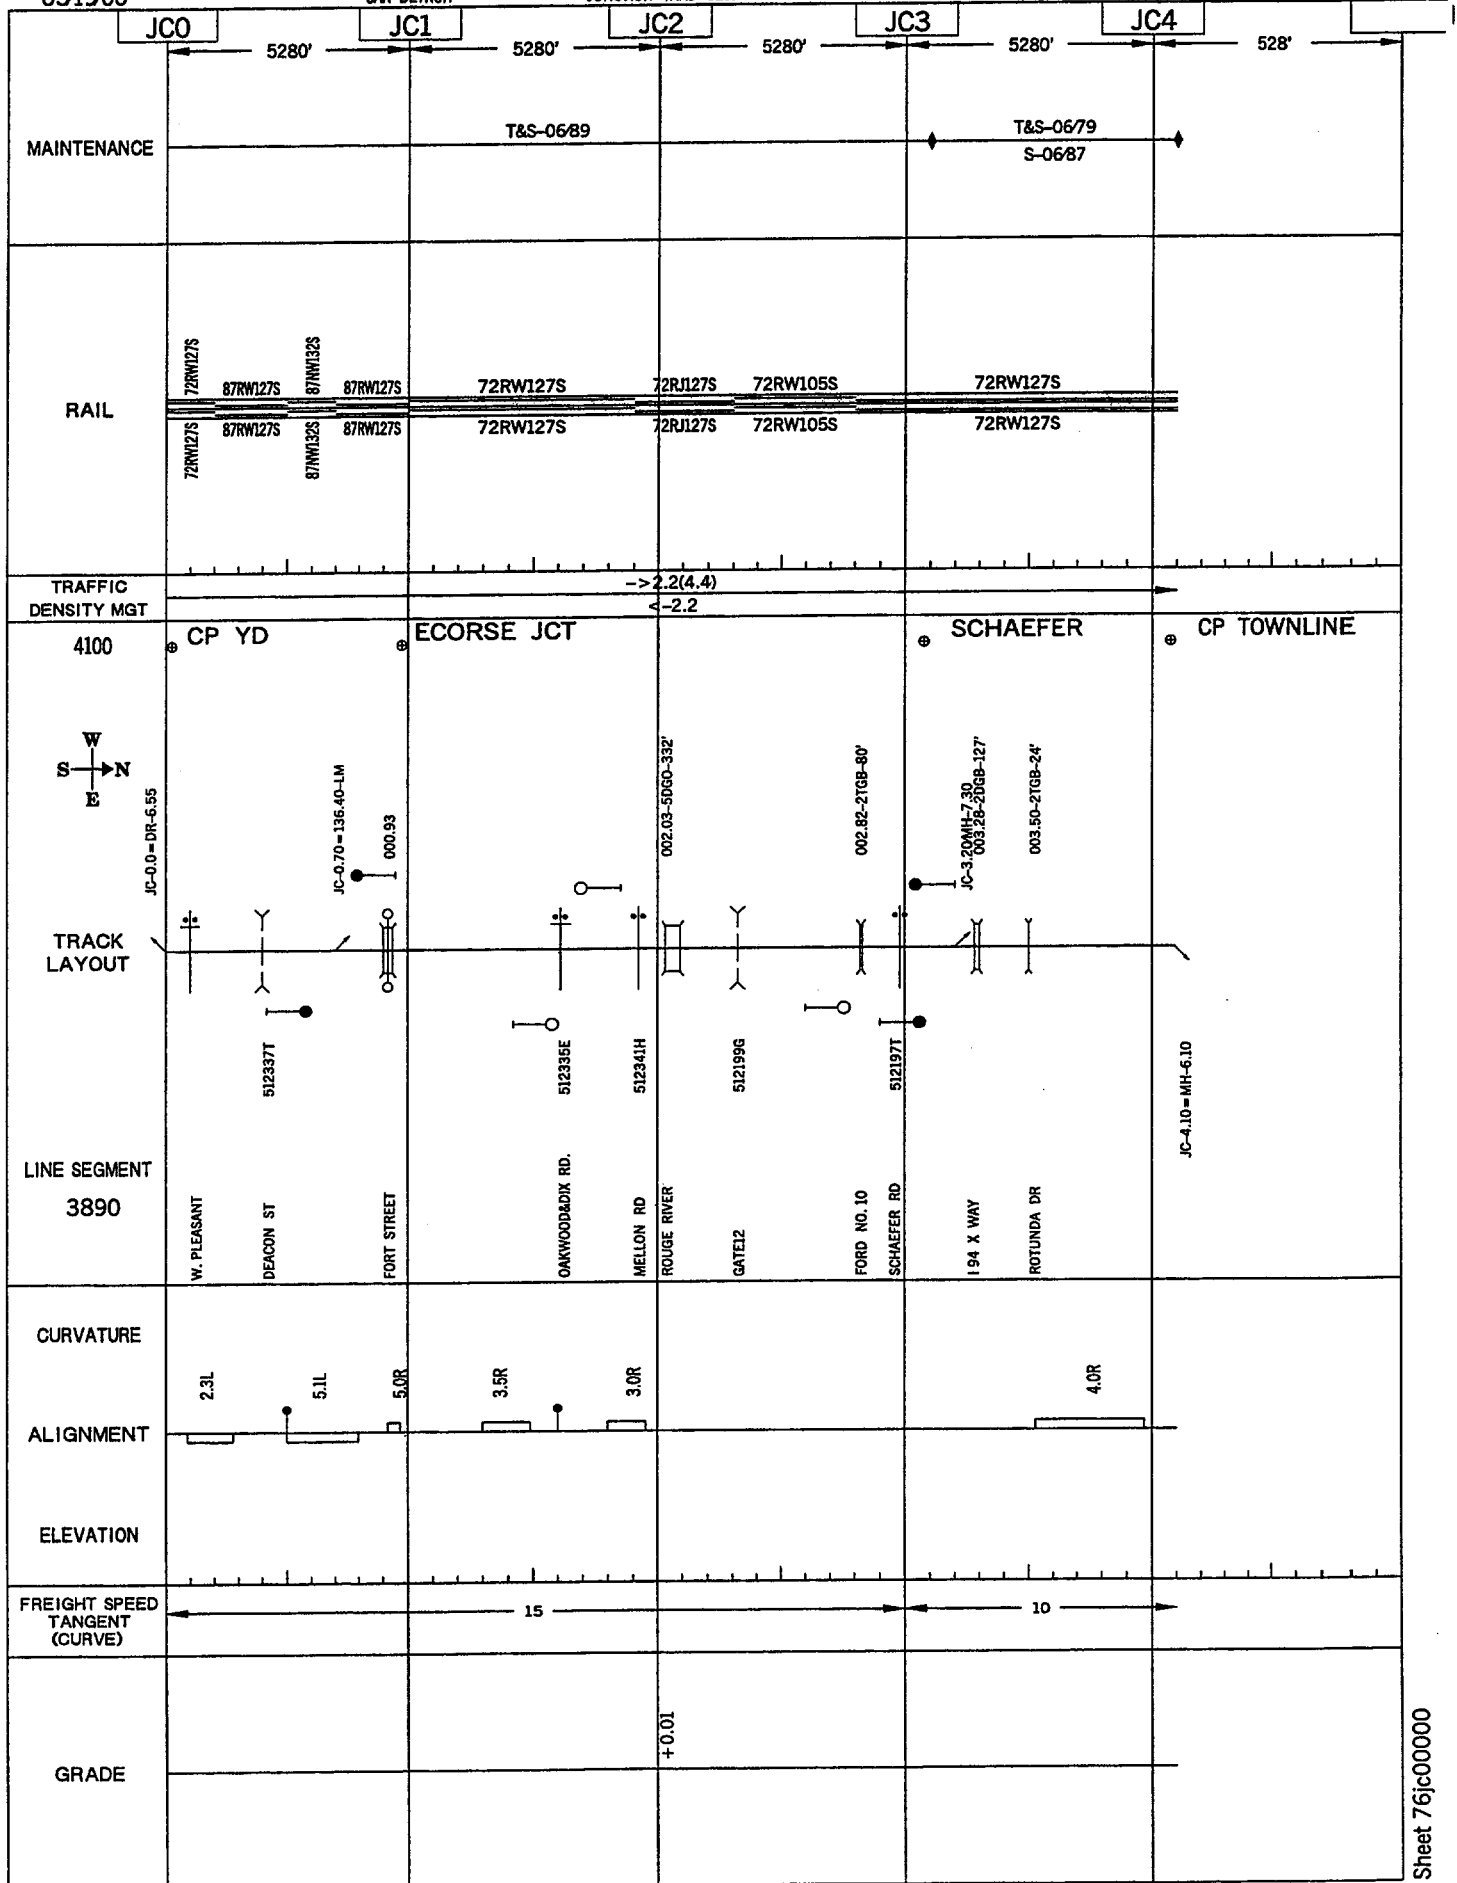 JC0 JC1 JC2 JC3 JC4
5280' 5280' 5280' 5280' 528'
MAINTENANCE
T&S-06/89
T&S-06/79
S-06/87
RAIL
72RW127S 87RW127S 87NW132S 87RW127S 72RW127S 72RJ127S 72RW105S 72RW127S
72RW127S 87RW127S 87NW132S 87RW127S 72RW127S 72RJ127S 72RW105S 72RW127S
TRAFFIC
DENSITY MGT
->2.2(4.4)
<-2.2
4100
CP YD
ECORSE JCT
SCHAEFER
CP TOWNLINE
W
S N
E
JC-0.0=DR-6.55
JC-0.70=136.40-LM
000.93
002.03-5DGO-332'
002.82-2TGB-80'
JC-3.20MH-7.30
003.28-2DGB-127'
003.50-2TGB-24'
TRACK
LAYOUT
512337T
512335E
512341H
512199G
512197T
JC-4.10=MH-6.10
LINE SEGMENT
3890
W. PLEASANT
DEACON ST
FORT STREET
OAKWOOD&DIX RD.
MELLON RD
ROUGE RIVER
GATE12
FORD NO. 10
SCHAEFER RD
I 94 X WAY
ROTUNDA DR
CURVATURE
2.3L 5.1L 5.0R 3.5R 3.0R 4.0R
ALIGNMENT
ELEVATION
FREIGHT SPEED
TANGENT
(CURVE)
15 10
+0.01
GRADE
Sheet 76jc00000